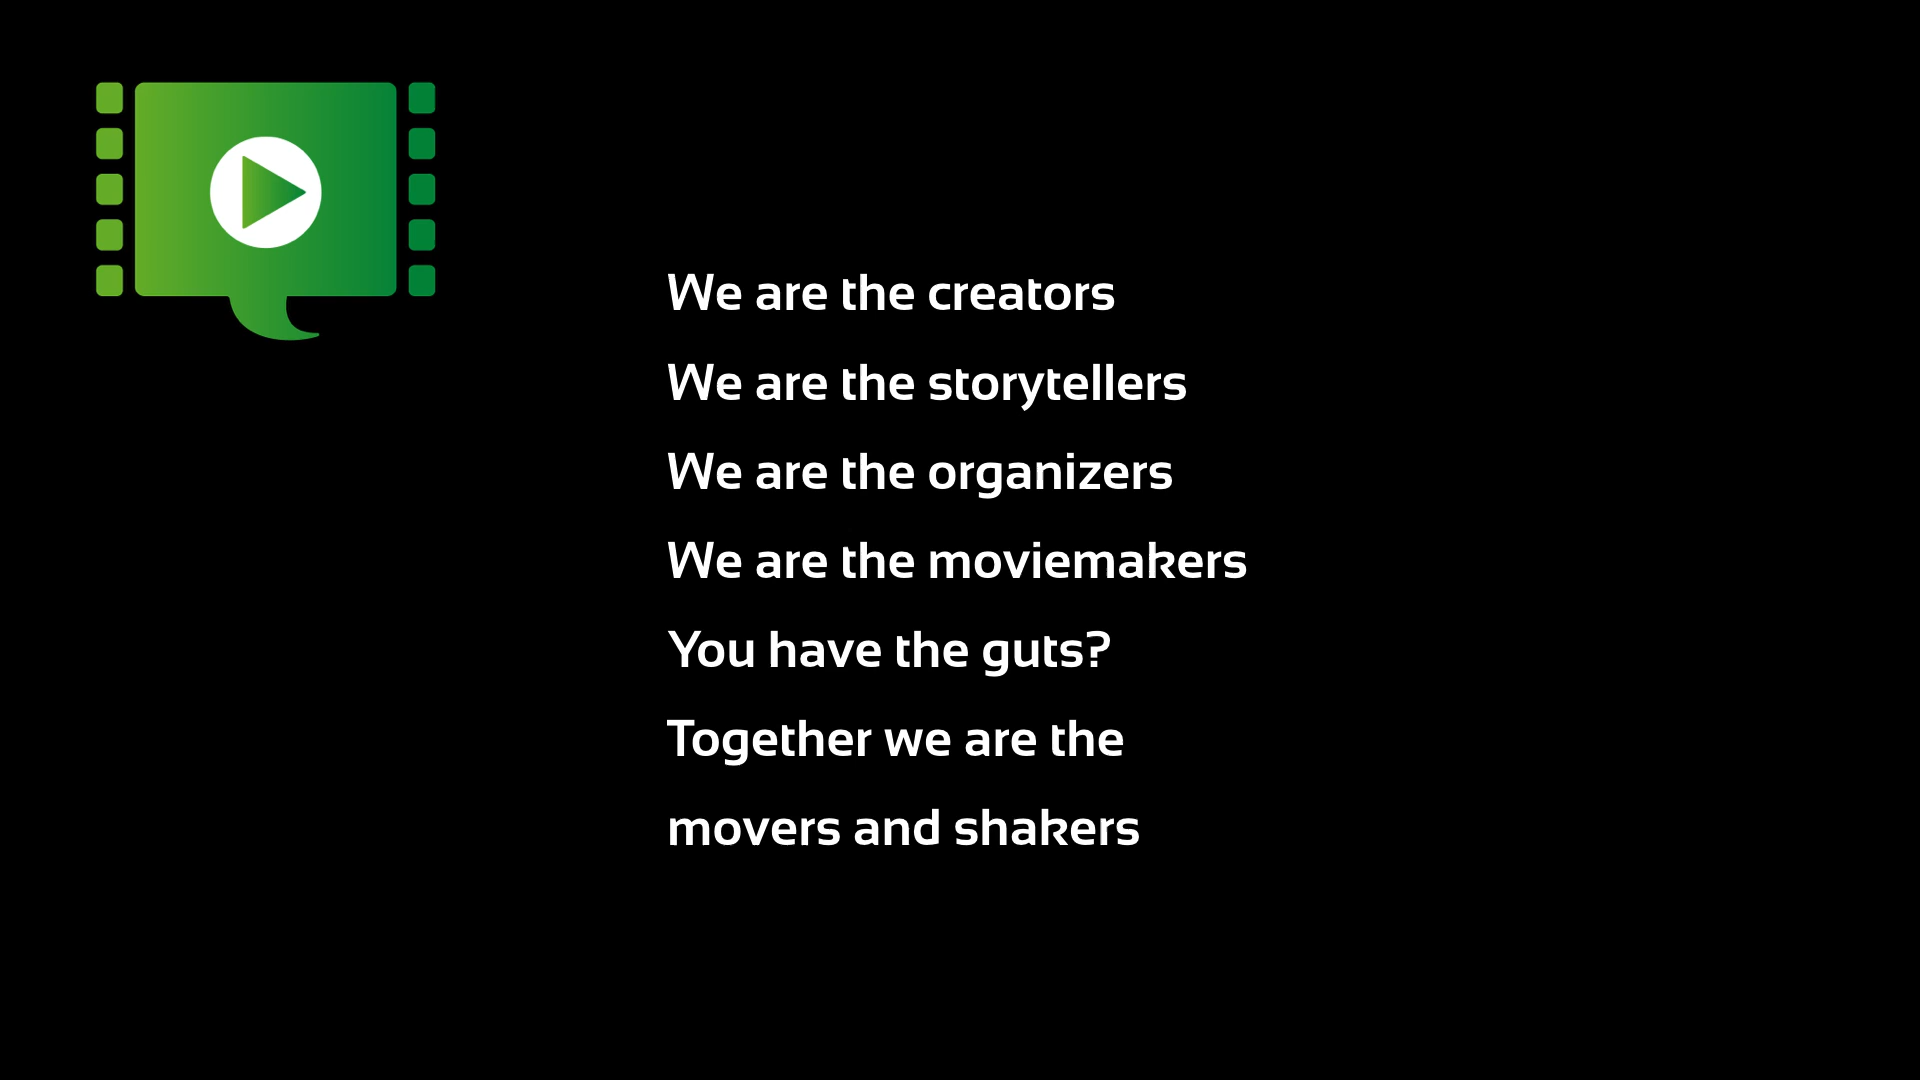 We are the creators
We are the storytellers
We are the organizers
We are the moviemakers
You have the guts?
Together we are the
movers and shakers